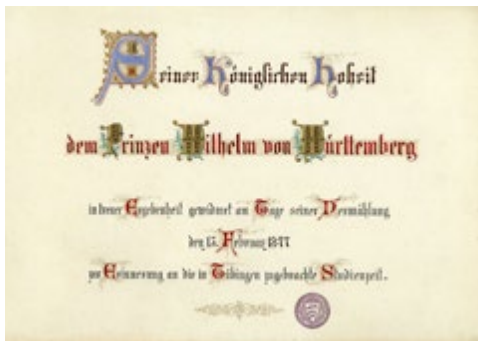 Seiner Königlichen Hoheit
dem Prinzen Wilhelm von Württemberg
in treuer Ergebenheit gewidmet am Tage seiner Vermählung
den 15. Februar 1877
zur Erinnerung an die in Tübingen zugebrachte Studienzeit.